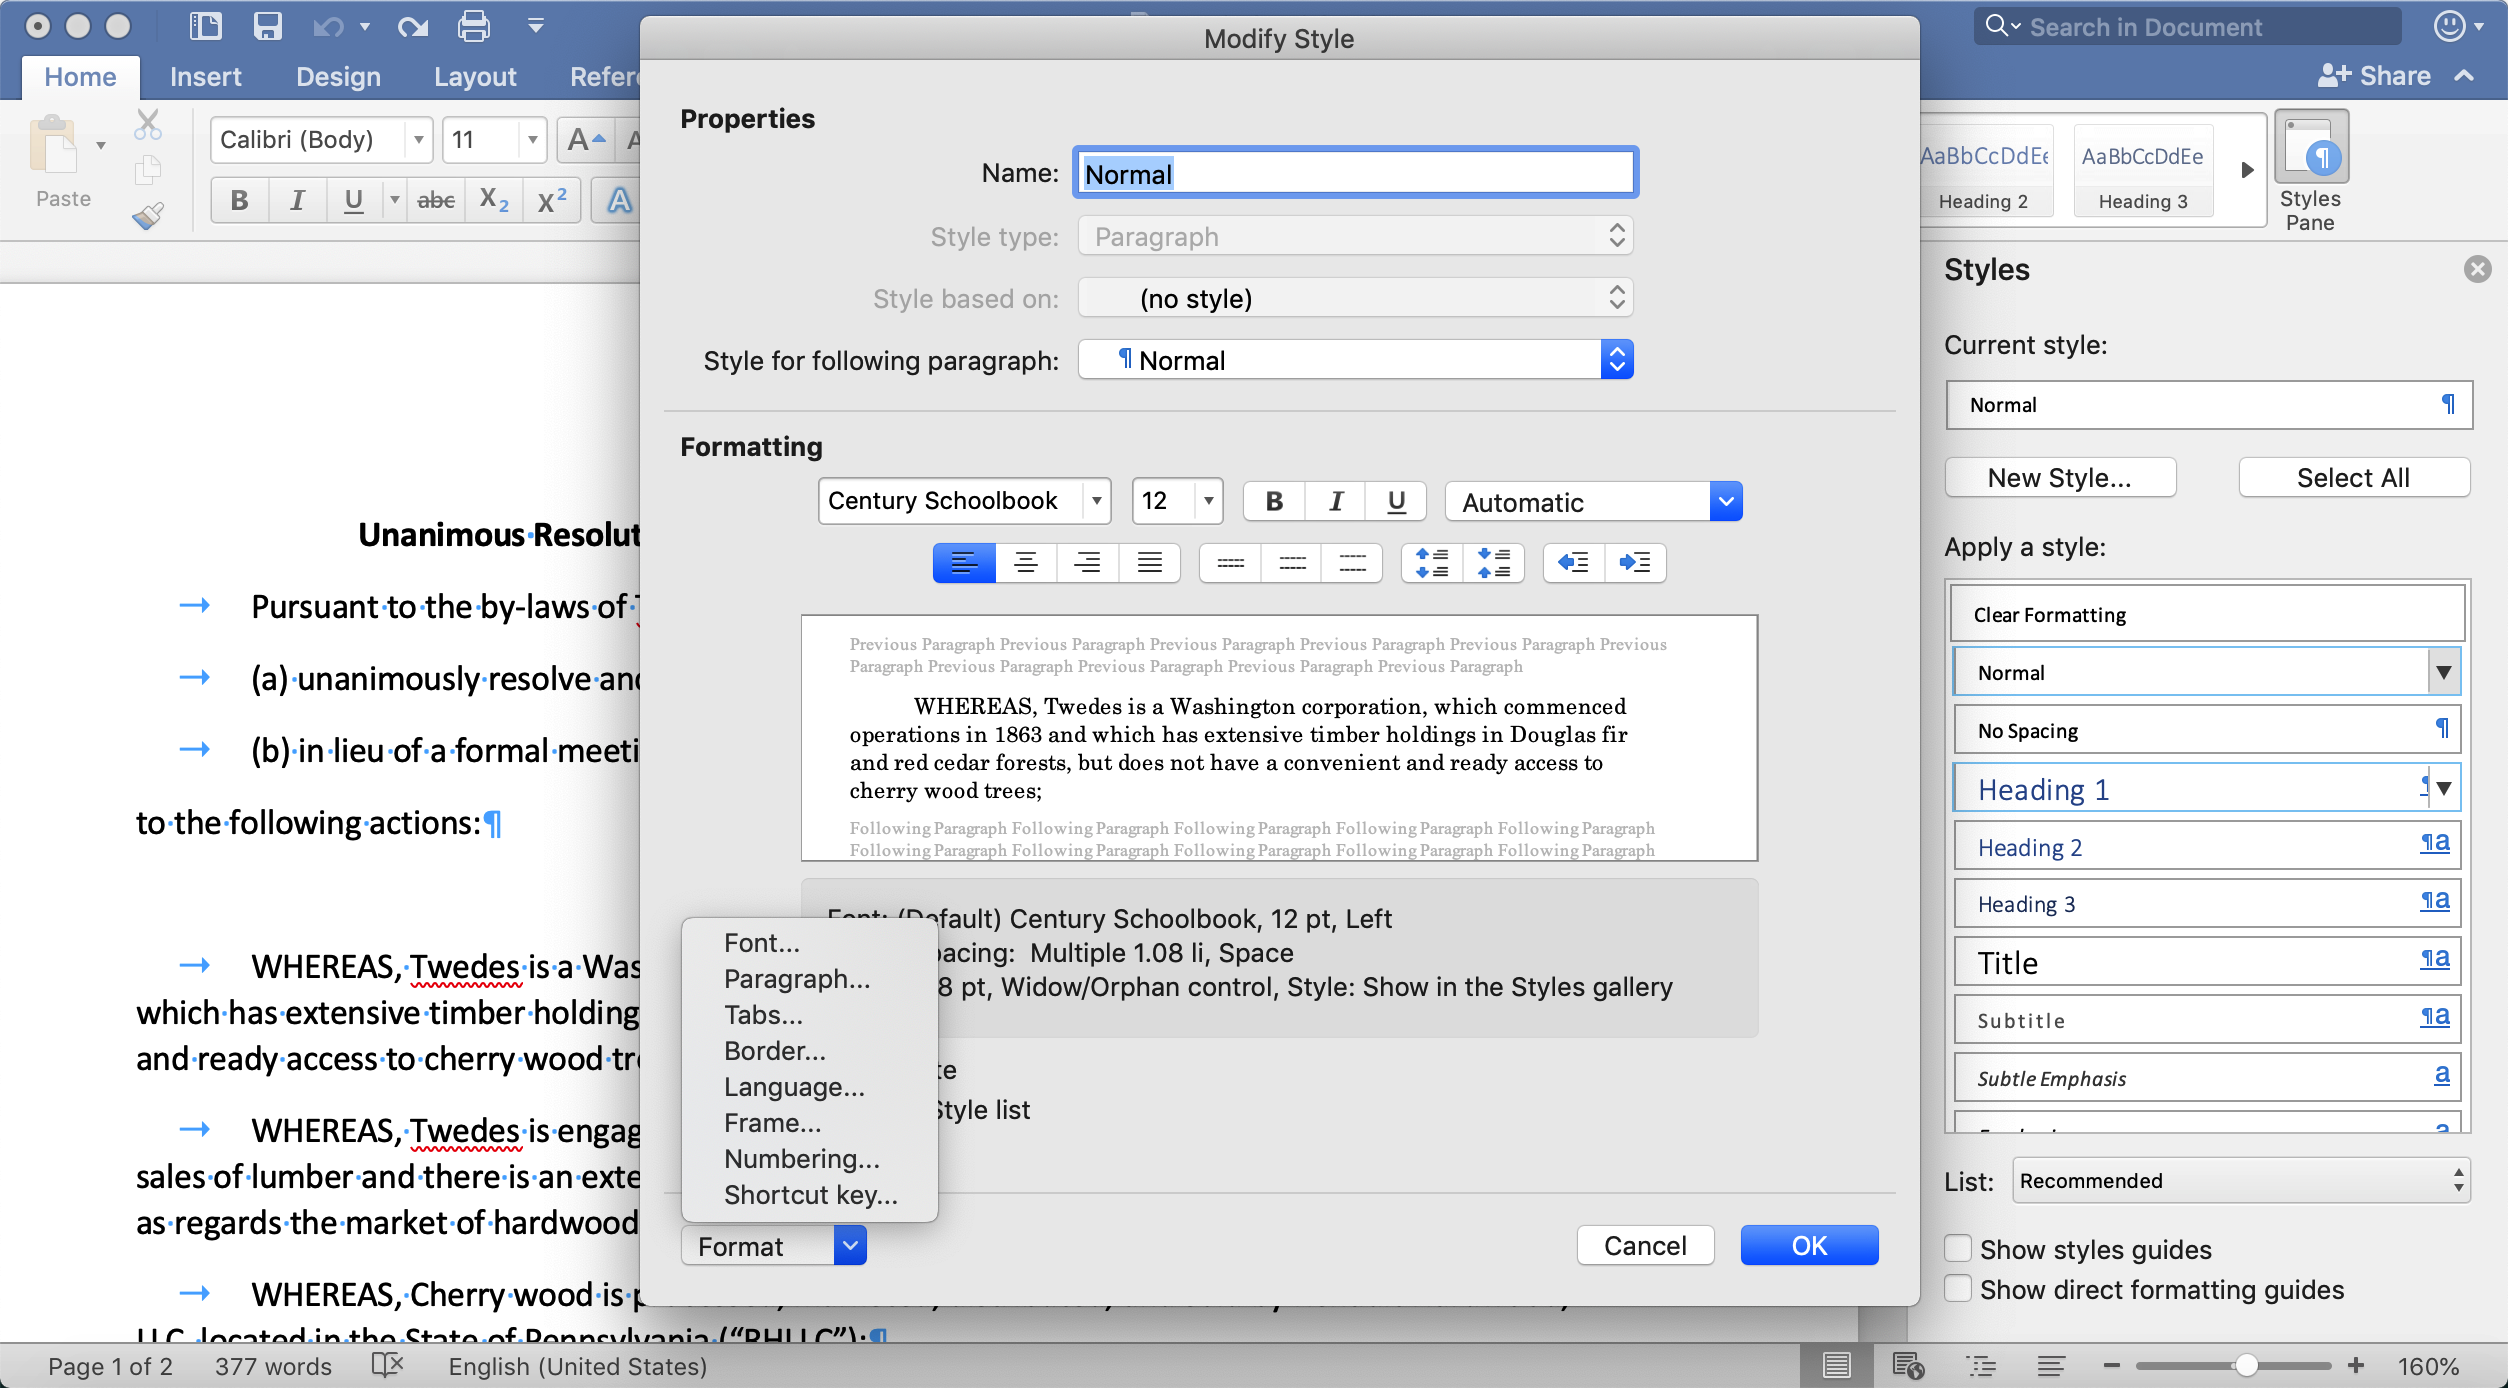 Modify Style
Search in Document
Home Insert Design Layout Refer
Share
Calibri (Body) 11 A
Paste
B I U abc X2 X2 A
AaBbCcDdEe AaBbCcDdEe
Heading 2 Heading 3
Styles
Pane
Properties
Name: Normal
Style type: Paragraph
Style based on: (no style)
Style for following paragraph: ¶ Normal
Formatting
Century Schoolbook 12 B I U Automatic
Previous Paragraph Previous Paragraph Previous Paragraph Previous Paragraph Previous Paragraph Previous
Paragraph Previous Paragraph Previous Paragraph Previous Paragraph Previous Paragraph
WHEREAS, Twedes is a Washington corporation, which commenced
operations in 1863 and which has extensive timber holdings in Douglas fir
and red cedar forests, but does not have a convenient and ready access to
cherry wood trees;
Following Paragraph Following Paragraph Following Paragraph Following Paragraph Following Paragraph
Following Paragraph Following Paragraph Following Paragraph Following Paragraph Following Paragraph
Font: (Default) Century Schoolbook, 12 pt, Left
pacing: Multiple 1.08 li, Space
8 pt, Widow/Orphan control, Style: Show in the Styles gallery
te
Style list
Font...
Paragraph...
Tabs...
Border...
Language...
Frame...
Numbering...
Shortcut key...
Format
Cancel OK
Unanimous·Resolut
→ Pursuant·to·the·by-laws·of·
→ (a)·unanimously·resolve·and
→ (b)·in·lieu·of·a·formal·meeti
to·the·following·actions:¶
→ WHEREAS,·Twedes·is·a·Was
which·has·extensive·timber·holding
and·ready·access·to·cherry·wood·tre
→ WHEREAS,·Twedes·is·engag
sales·of·lumber·and·there·is·an·exte
as·regards·the·market·of·hardwood
→ WHEREAS,·Cherry·wood·is·p
LLC,·located·in·the·State·of·Pennsylvania·(“RHLLC”);¶
Styles
Current style:
Normal ¶
New Style... Select All
Apply a style:
Clear Formatting
Normal
No Spacing ¶
Heading 1
Heading 2 ¶a
Heading 3 ¶a
Title ¶a
Subtitle ¶a
Subtle Emphasis a
List: Recommended
Show styles guides
Show direct formatting guides
Page 1 of 2 377 words English (United States) 160%